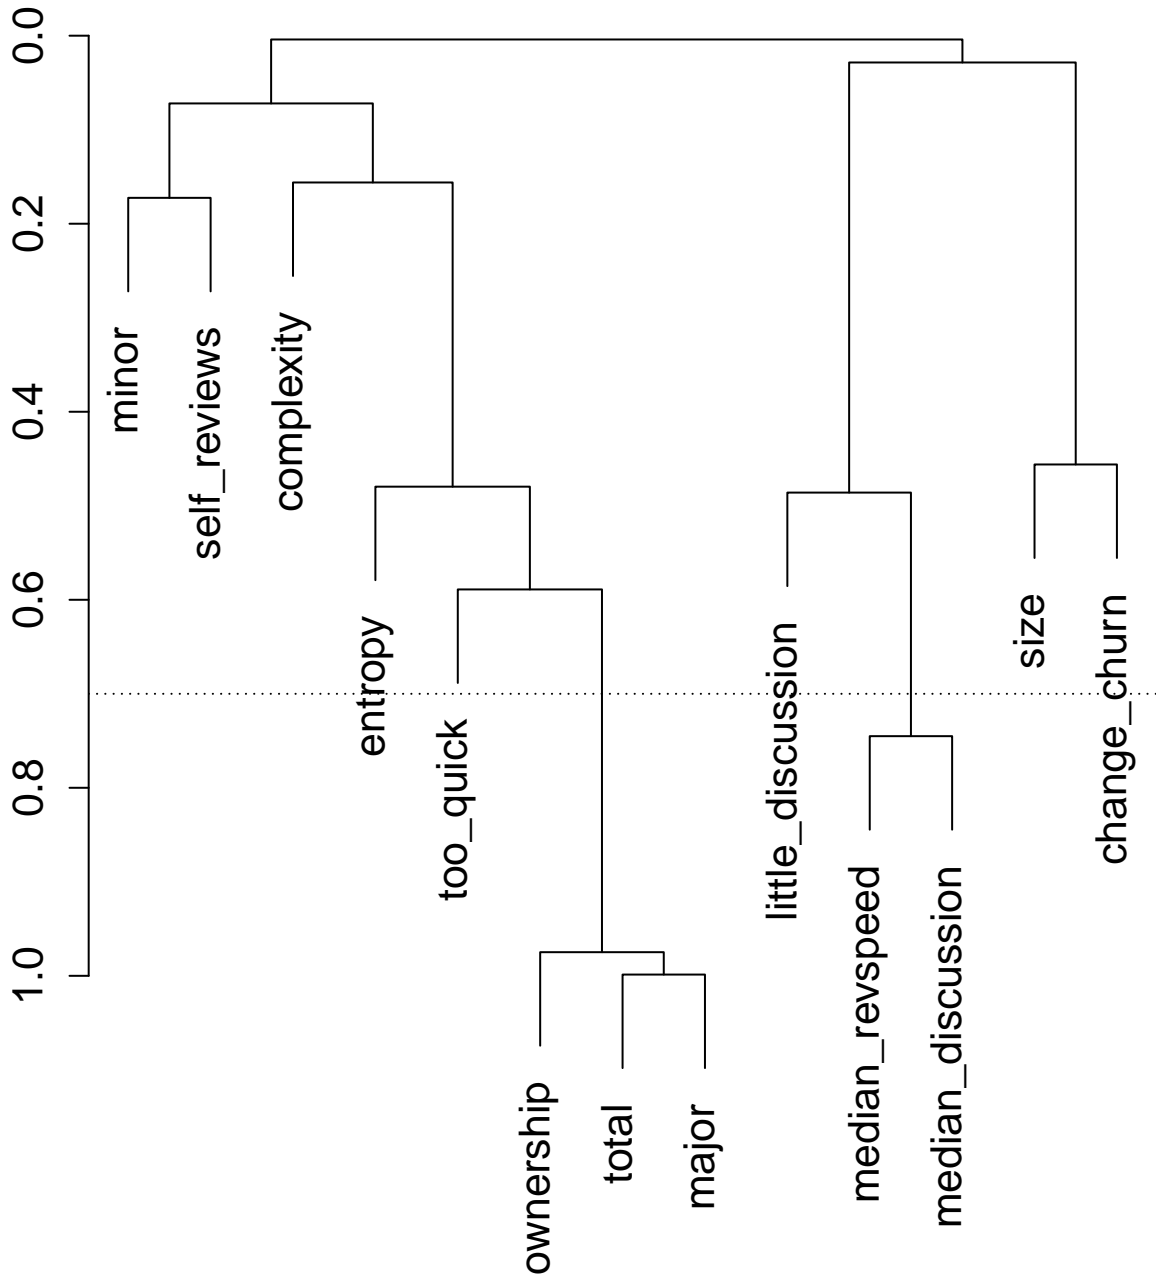 0.0
0.2
0.4
0.6
0.8
1.0
minor
self_reviews
complexity
entropy
too_quick
ownership
total
major
little_discussion
median_revspeed
median_discussion
size
change_churn